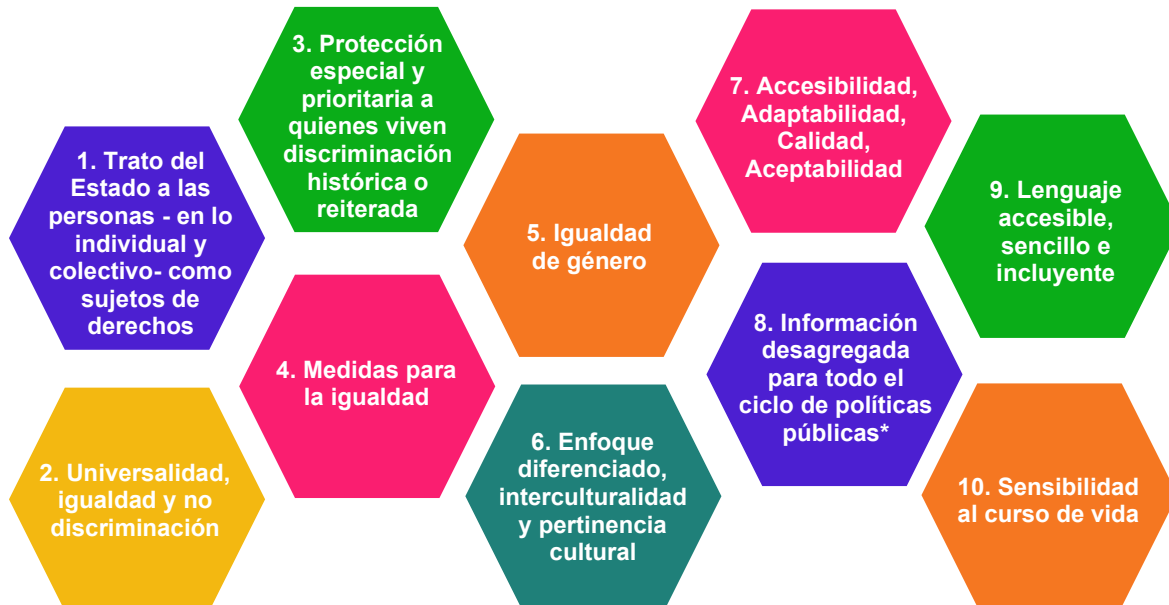 1. Trato del
Estado a las
personas - en lo
individual y
colectivo- como
sujetos de
derechos
2. Universalidad,
igualdad y no
discriminación
3. Protección
especial y
prioritaria a
quienes viven
discriminación
histórica o
reiterada
4. Medidas para
la igualdad
5. Igualdad
de género
6. Enfoque
diferenciado,
interculturalidad
y pertinencia
cultural
7. Accesibilidad,
Adaptabilidad,
Calidad,
Aceptabilidad
8. Información
desagregada
para todo el
ciclo de políticas
públicas*
9. Lenguaje
accesible,
sencillo e
incluyente
10. Sensibilidad
al curso de vida